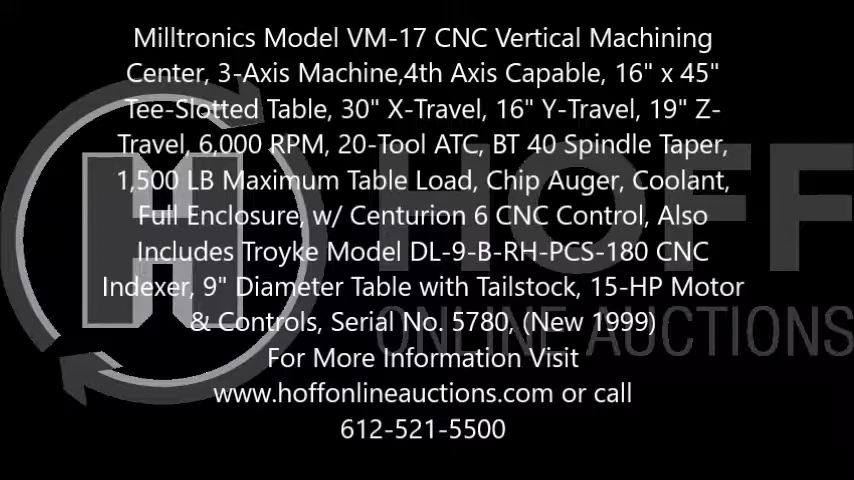 Milltronics Model VM-17 CNC Vertical Machining
Center, 3-Axis Machine,4th Axis Capable, 16" x 45"
Tee-Slotted Table, 30" X-Travel, 16" Y-Travel, 19" Z-
Travel, 6,000 RPM, 20-Tool ATC, BT 40 Spindle Taper,
1,500 LB Maximum Table Load, Chip Auger, Coolant,
Full Enclosure, w/ Centurion 6 CNC Control, Also
Includes Troyke Model DL-9-B-RH-PCS-180 CNC
Indexer, 9" Diameter Table with Tailstock, 15-HP Motor
& Controls, Serial No. 5780, (New 1999)
For More Information Visit
www.hoffonlineauctions.com or call
612-521-5500
H
HOFF
ONLINE AUCTIONS